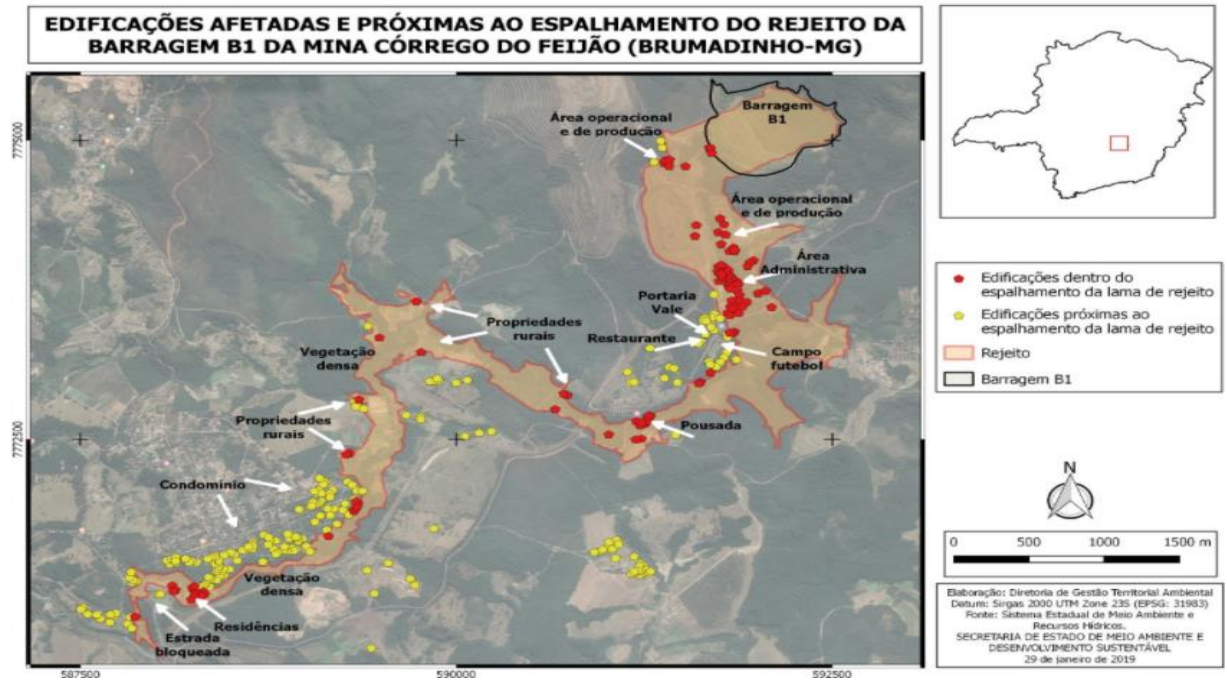 EDIFICAÇÕES AFETADAS E PRÓXIMAS AO ESPALHAMENTO DO REJEITO DA
BARRAGEM B1 DA MINA CÓRREGO DO FEIJÃO (BRUMADINHO-MG)
Barragem
B1
Área operacional
e de produção
7775000
Área operacional
e de produção
Área
Administrativa
Portaria
Vale
Propriedades
rurais
Restaurante
Vegetação
densa
Campo
futebol
Propriedades
rurais
Pousada
7772500
Condomínio
Vegetação
densa
Residências
Estrada
bloqueada
587500
590000
592500
Edificações dentro do
espalhamento da lama de rejeito
Edificações próximas ao
espalhamento da lama de rejeito
Rejeito
Barragem B1
N
0 500 1000 1500 m
Elaboração: Diretoria de Gestão Territorial Ambiental
Datum: Sirgas 2000 UTM Zone 23S (EPSG: 31983)
Fonte: Sistema Estadual de Meio Ambiente e
Recursos Hídricos.
SECRETARIA DE ESTADO DE MEIO AMBIENTE E
DESENVOLVIMENTO SUSTENTÁVEL
29 de janeiro de 2019